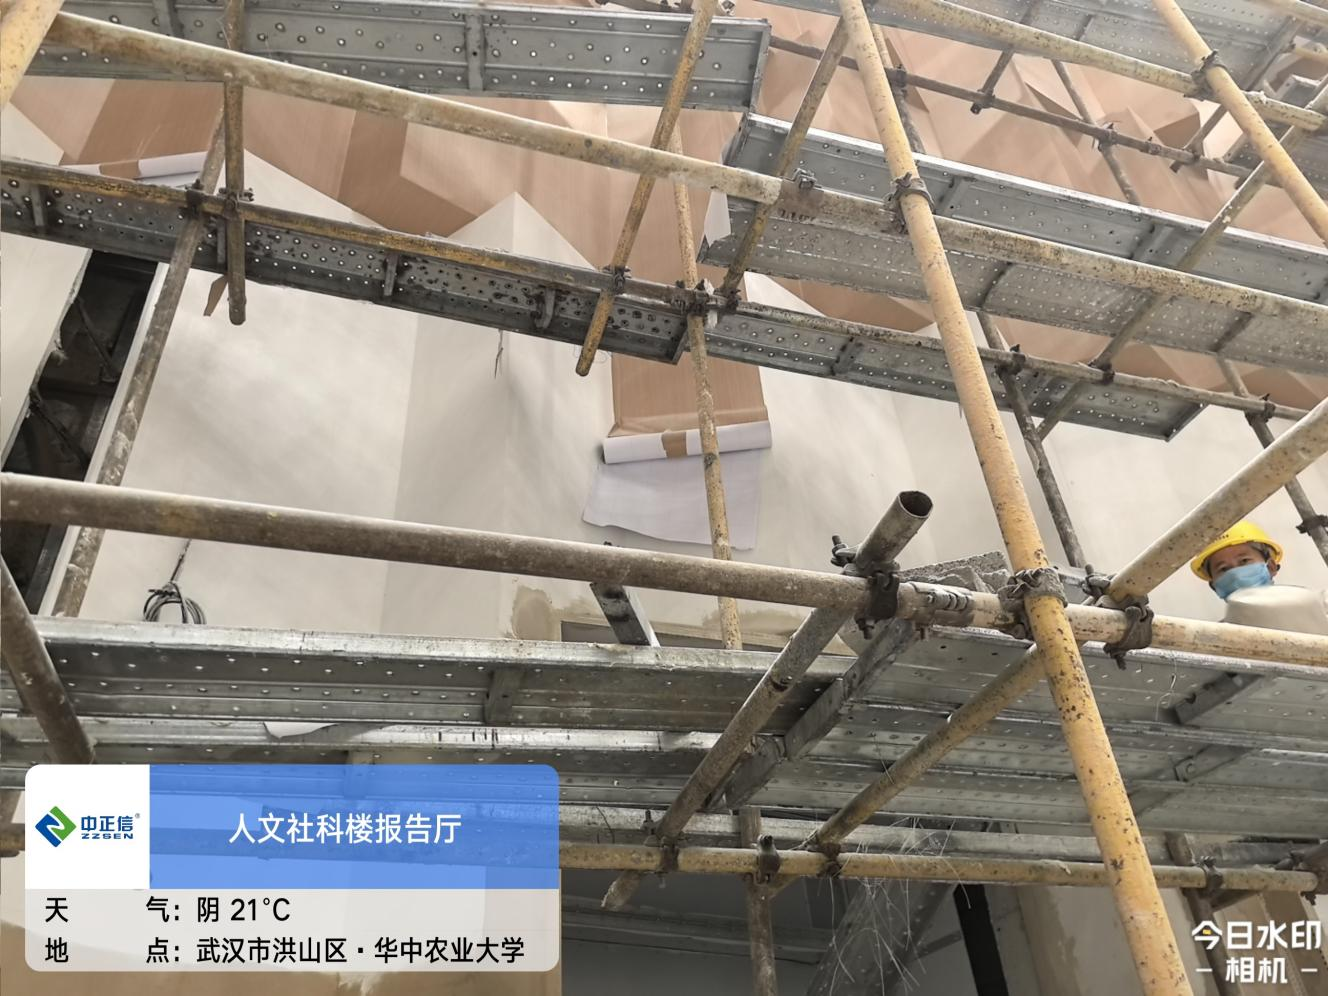 中正信
ZZSEN
人文社科楼报告厅
天 气：阴 21°C
地 点：武汉市洪山区·华中农业大学
今日水印
相机